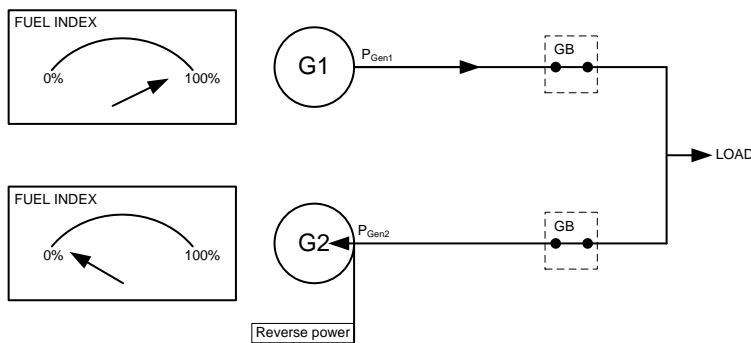 FUEL INDEX
0%
100%
G1
PGen1
GB
LOAD
FUEL INDEX
0%
100%
G2
PGen2
GB
Reverse power